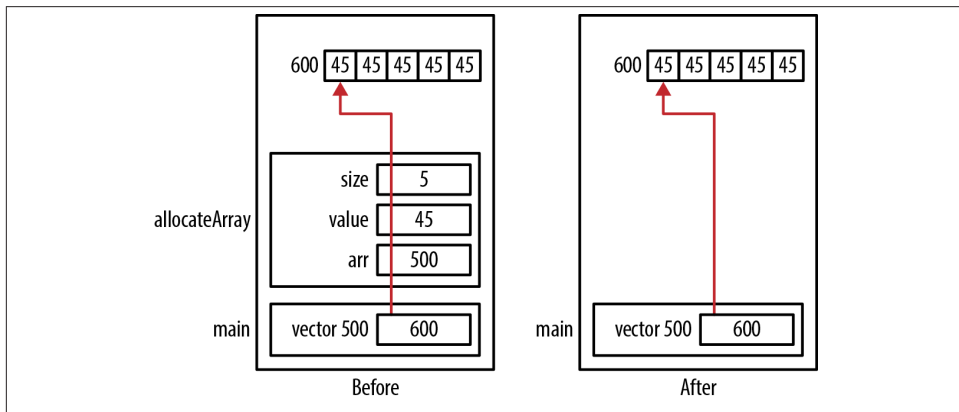 600 45 45 45 45 45
size 5
allocateArray
value 45
arr 500
main vector 500 600
Before
600 45 45 45 45 45
main vector 500 600
After